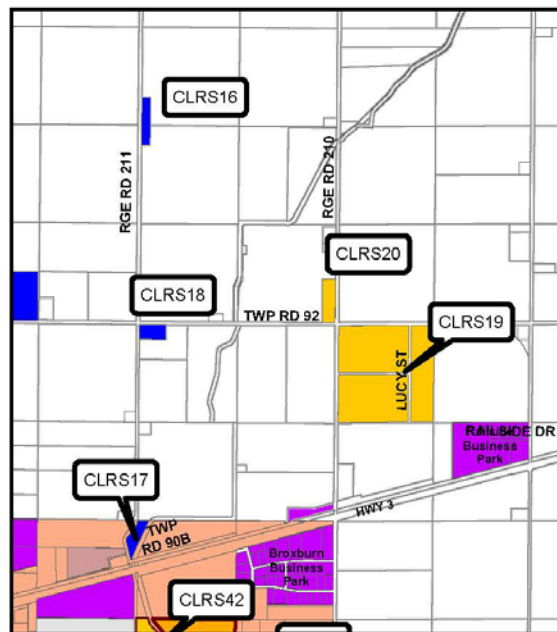 CLRS16
RGE RD 211
RGE RD 210
CLRS20
CLRS18
TWP RD 92
CLRS19
LUCY ST
RAILSIDE DR
Business
Park
CLRS17
TWP
RD 90B
HWY 3
Broxburn
Business
Park
CLRS42